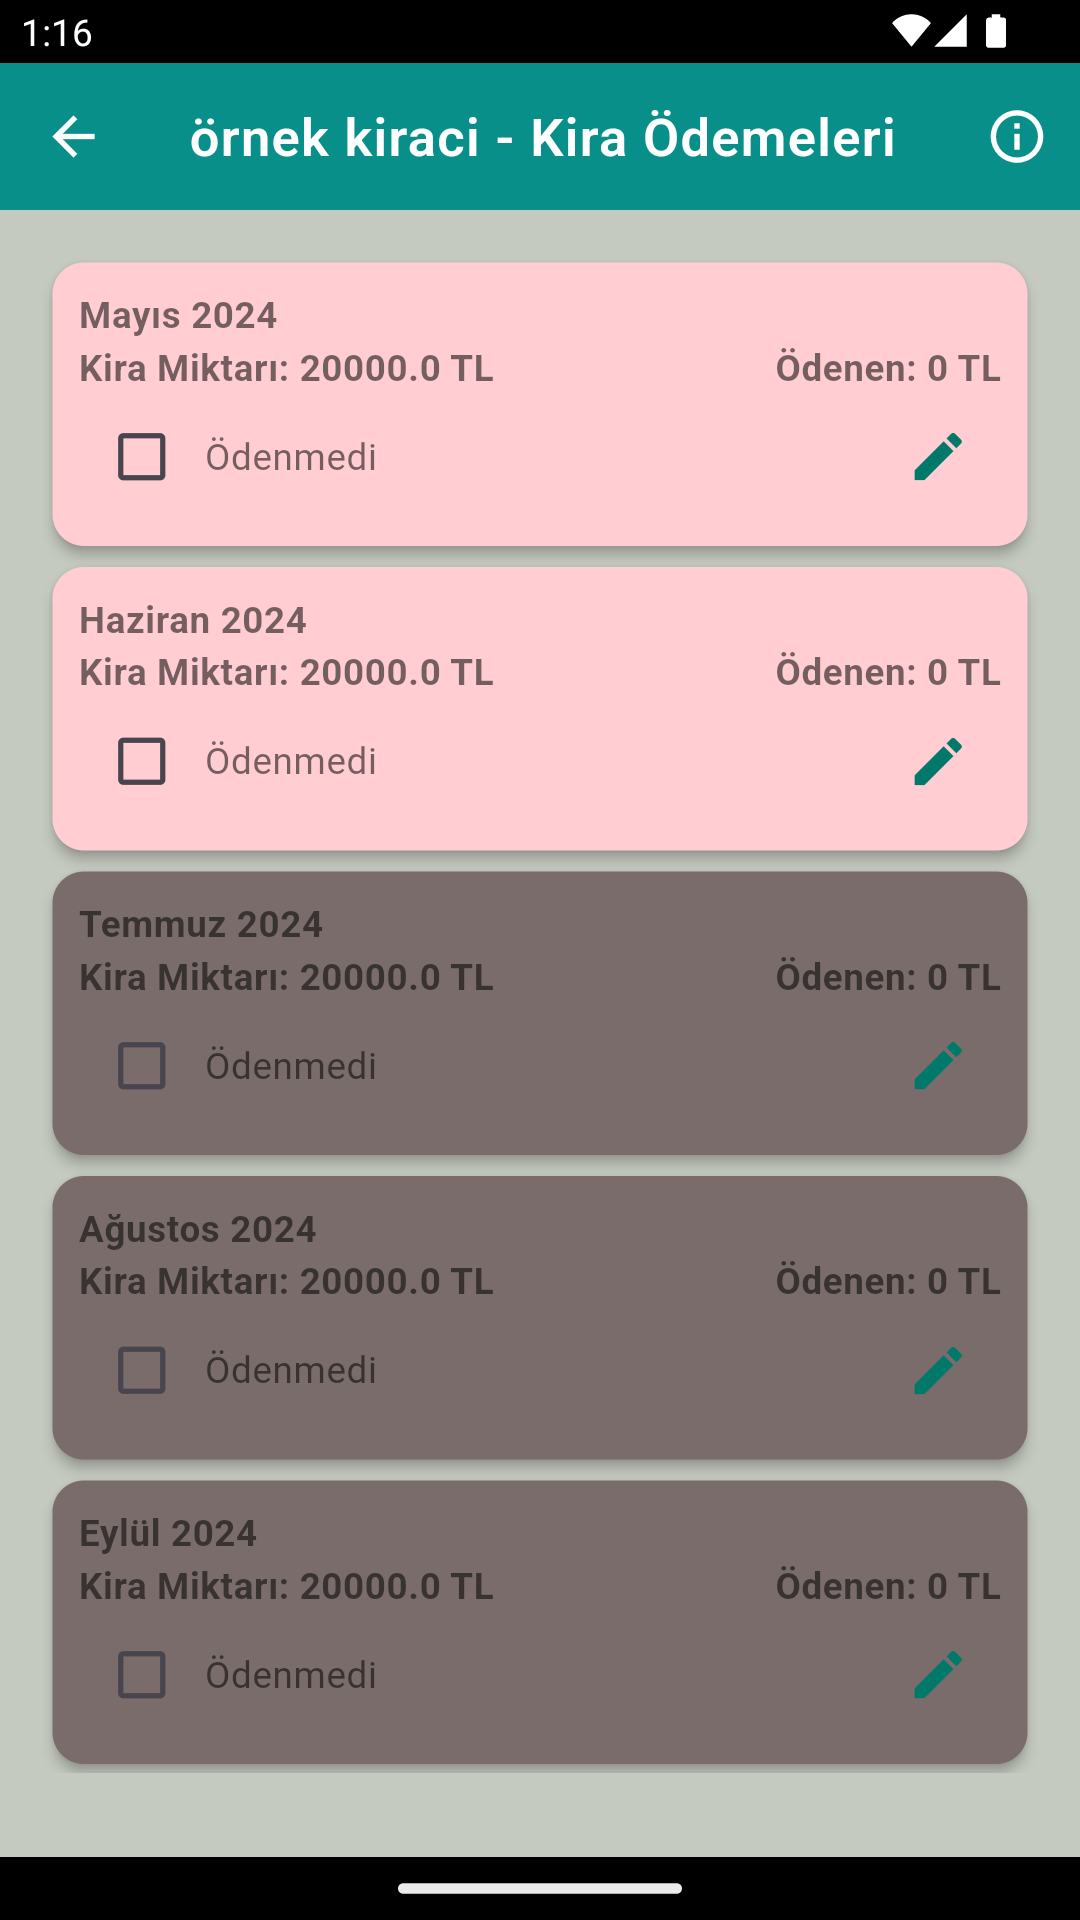 1:16
örnek kiraci - Kira Ödemeleri
Mayıs 2024
Kira Miktarı: 20000.0 TL Ödenen: 0 TL
Ödenmedi
Haziran 2024
Kira Miktarı: 20000.0 TL Ödenen: 0 TL
Ödenmedi
Temmuz 2024
Kira Miktarı: 20000.0 TL Ödenen: 0 TL
Ödenmedi
Ağustos 2024
Kira Miktarı: 20000.0 TL Ödenen: 0 TL
Ödenmedi
Eylül 2024
Kira Miktarı: 20000.0 TL Ödenen: 0 TL
Ödenmedi